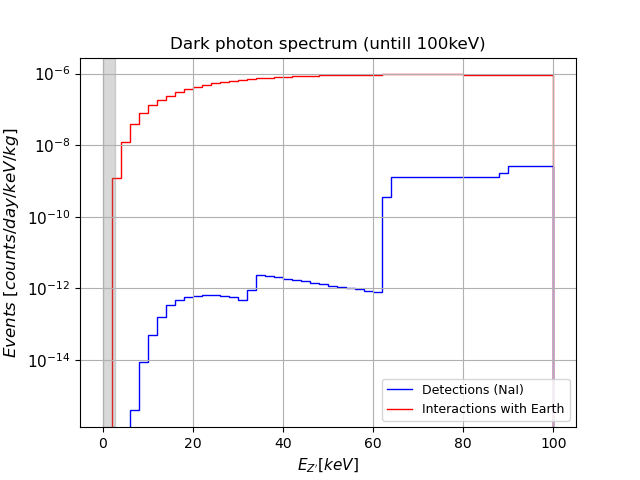 Dark photon spectrum (untill 100keV)
Events [counts/day/keV/kg]
10⁻⁶
10⁻⁸
10⁻¹⁰
10⁻¹²
10⁻¹⁴
Detections (NaI)
Interactions with Earth
0 20 40 60 80 100
E_{Z'}[keV]